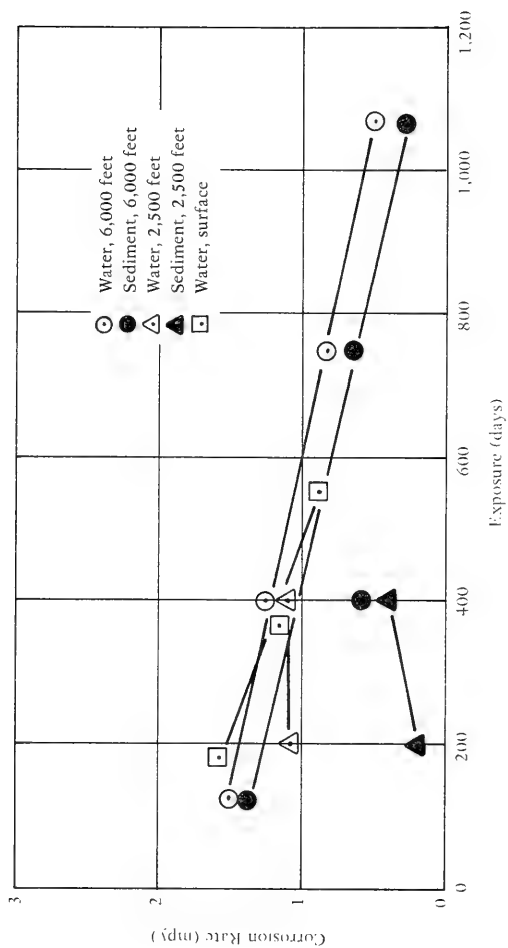 3
2
1
0
Corrosion Rate (mpy)
Water, 6,000 feet
Sediment, 6,000 feet
Water, 2,500 feet
Sediment, 2,500 feet
Water, surface
0
200
400
600
800
1,000
1,200
Exposure (days)